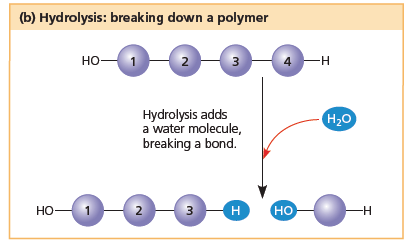 (b) Hydrolysis: breaking down a polymer
HO 1 2 3 4 H
Hydrolysis adds
a water molecule,
breaking a bond.
H₂O
HO 1 2 3 H HO H